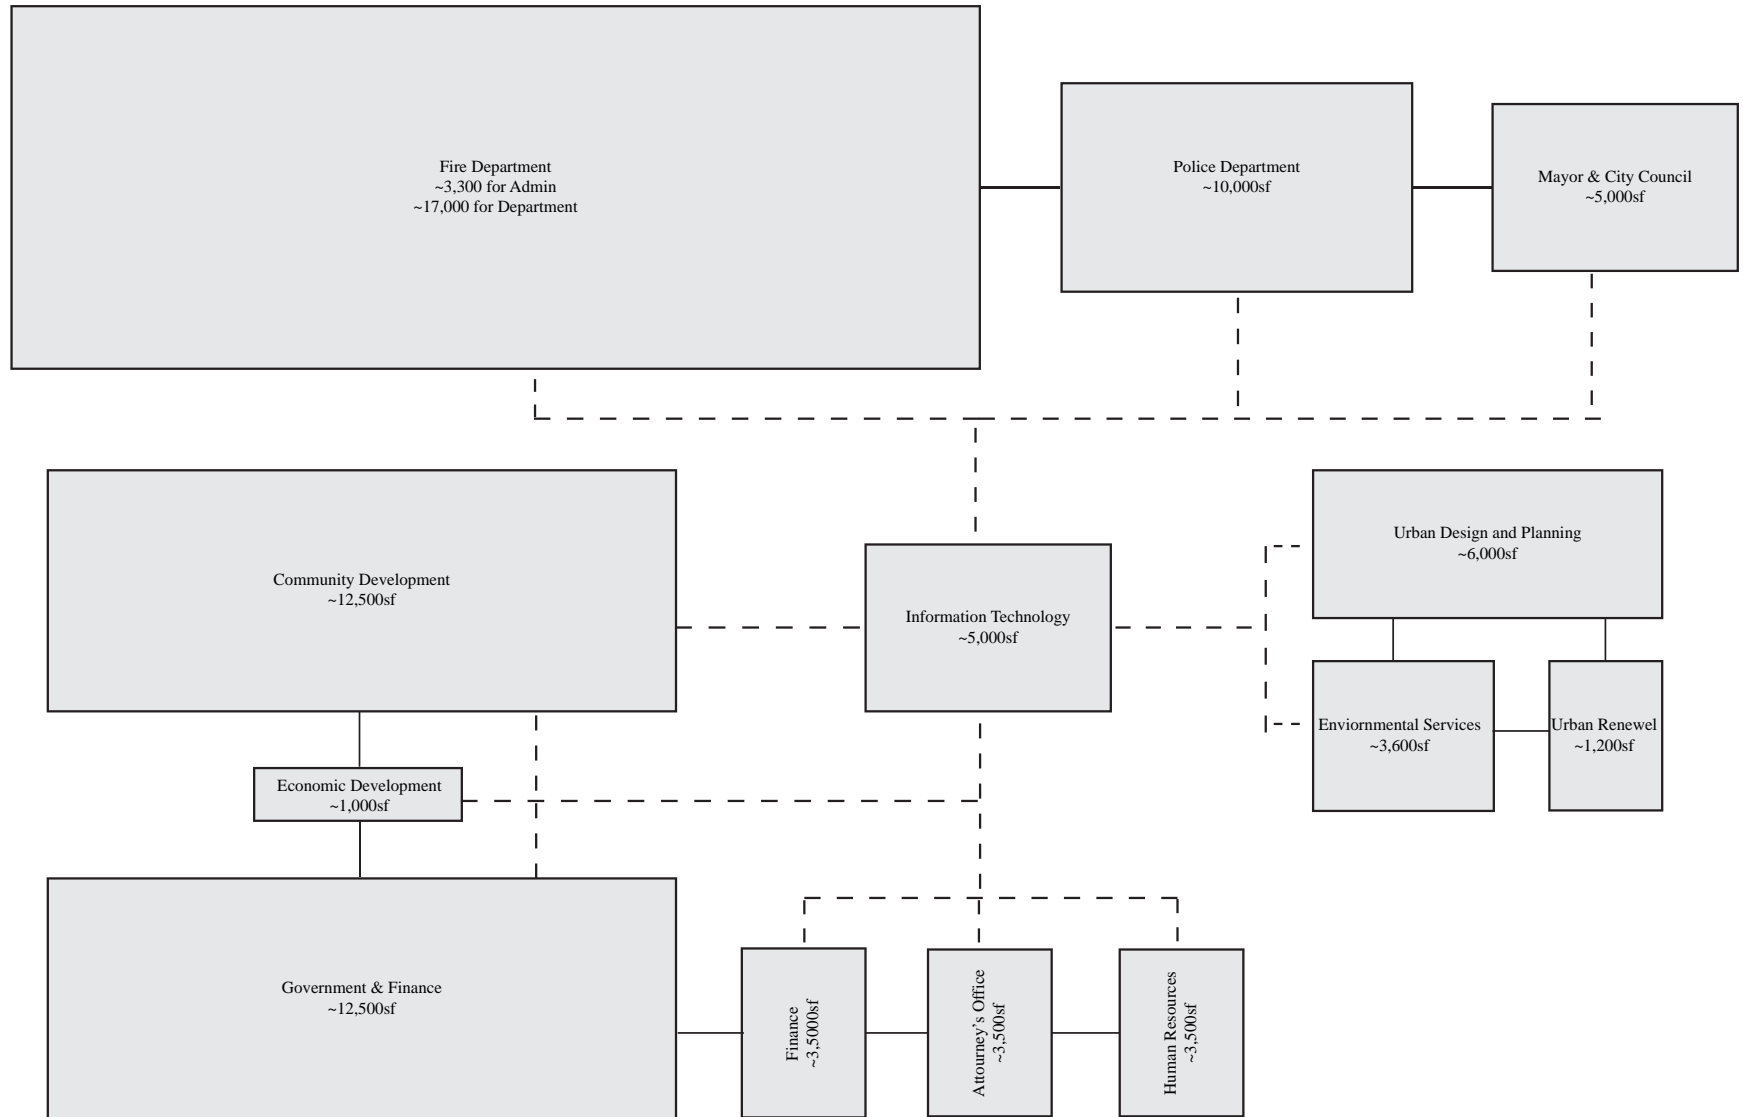 Fire Department
~3,300 for Admin
~17,000 for Department
Police Department
~10,000sf
Mayor & City Council
~5,000sf
Community Development
~12,500sf
Information Technology
~5,000sf
Urban Design and Planning
~6,000sf
Enviornmental Services
~3,600sf
Urban Renewel
~1,200sf
Economic Development
~1,000sf
Government & Finance
~12,500sf
Finance
~3,5000sf
Attourney's Office
~3,500sf
Human Resources
~3,500sf